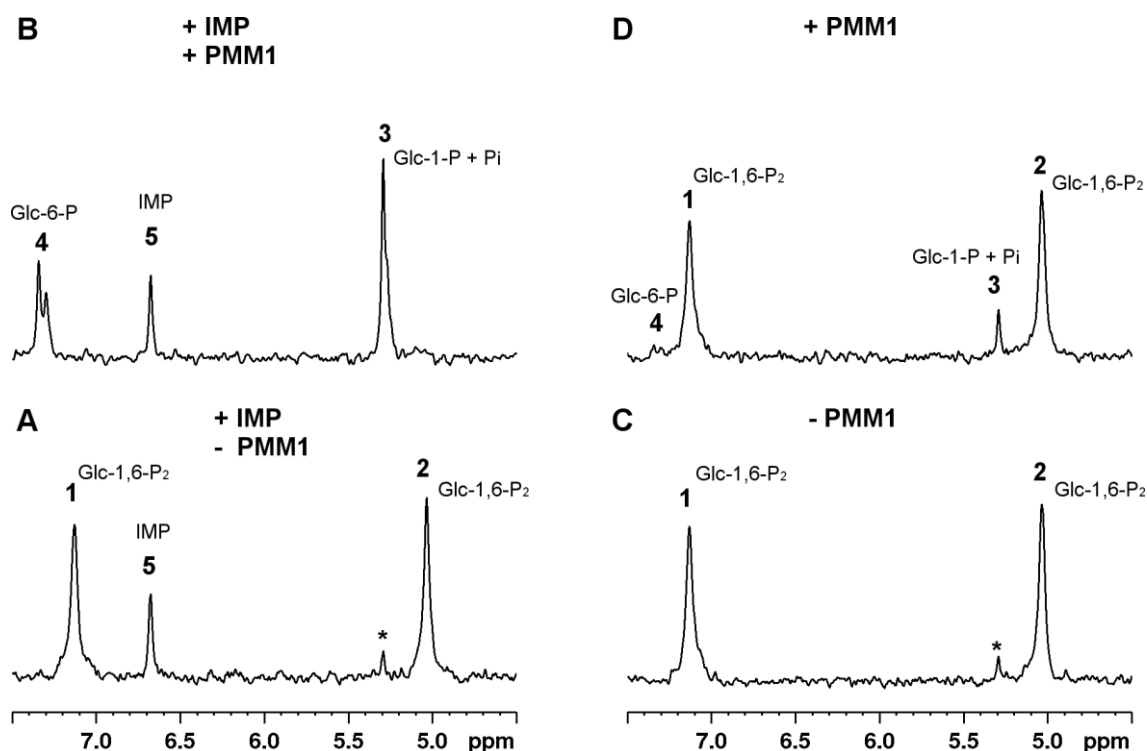 B
+ IMP
+ PMM1
3
Glc-1-P + Pi
Glc-6-P
4
IMP
5
D
+ PMM1
2
Glc-1,6-P2
1
Glc-1,6-P2
Glc-1-P + Pi
3
Glc-6-P
4
A
+ IMP
- PMM1
1
Glc-1,6-P2
2
Glc-1,6-P2
IMP
5
*
7.0 6.5 6.0 5.5 5.0 ppm
C
- PMM1
1
Glc-1,6-P2
2
Glc-1,6-P2
*
7.0 6.5 6.0 5.5 5.0 ppm